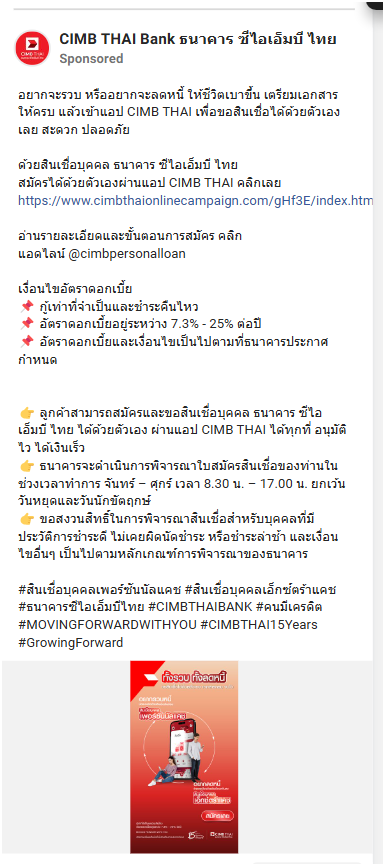 CIMB THAI Bank ธนาคาร ซีไอเอ็มบี ไทย
Sponsored
อยากจะรวบ หรืออยากจะลดหนี้ ให้ชีวิตเบาขึ้น เตรียมเอกสาร
ให้ครบ แล้วเข้าแอป CIMB THAI เพื่อขอสินเชื่อได้ด้วยตัวเอง
เลย สะดวก ปลอดภัย
ด้วยสินเชื่อบุคคล ธนาคาร ซีไอเอ็มบี ไทย
สมัครได้ด้วยตัวเองผ่านแอป CIMB THAI คลิกเลย
https://www.cimbthaionlinecampaign.com/gHf3E/index.htm
อ่านรายละเอียดและขั้นตอนการสมัคร คลิก
แอดไลน์ @cimbpersonalloan
เงื่อนไขอัตราดอกเบี้ย
📌 กู้เท่าที่จำเป็นและชำระคืนไหว
📌 อัตราดอกเบี้ยอยู่ระหว่าง 7.3% - 25% ต่อปี
📌 อัตราดอกเบี้ยและเงื่อนไขเป็นไปตามที่ธนาคารประกาศ
กำหนด
👉 ลูกค้าสามารถสมัครและขอสินเชื่อบุคคล ธนาคาร ซีไอ
เอ็มบี ไทย ได้ด้วยตัวเอง ผ่านแอป CIMB THAI ได้ทุกที่ อนุมัติ
ไว ได้เงินเร็ว
👉 ธนาคารจะดำเนินการพิจารณาใบสมัครสินเชื่อของท่านใน
ช่วงเวลาทำการ จันทร์ – ศุกร์ เวลา 8.30 น. – 17.00 น. ยกเว้น
วันหยุดและวันนักขัตฤกษ์
👉 ขอสงวนสิทธิ์ในการพิจารณาสินเชื่อสำหรับบุคคลที่มี
ประวัติการชำระดี ไม่เคยผิดนัดชำระ หรือชำระล่าช้า และเงื่อน
ไขอื่นๆ เป็นไปตามหลักเกณฑ์การพิจารณาของธนาคาร
#สินเชื่อบุคคลเพอร์ซันนัลแคช #สินเชื่อบุคคลเอ็กซ์ตร้าแคช
#ธนาคารซีไอเอ็มบีไทย #CIMBTHAIBANK #คนมีเครดิต
#MOVINGFORWARDWITHYOU #CIMBTHAI15Years
#GrowingForward
ทั้งรวบ ทั้งลดหนี้
อยากลดหนี้
เพอร์ซันนัลแคช
อยากลดหนี้
เอ็กซ์ตร้าแคช
สมัครเลย
CIMB THAI